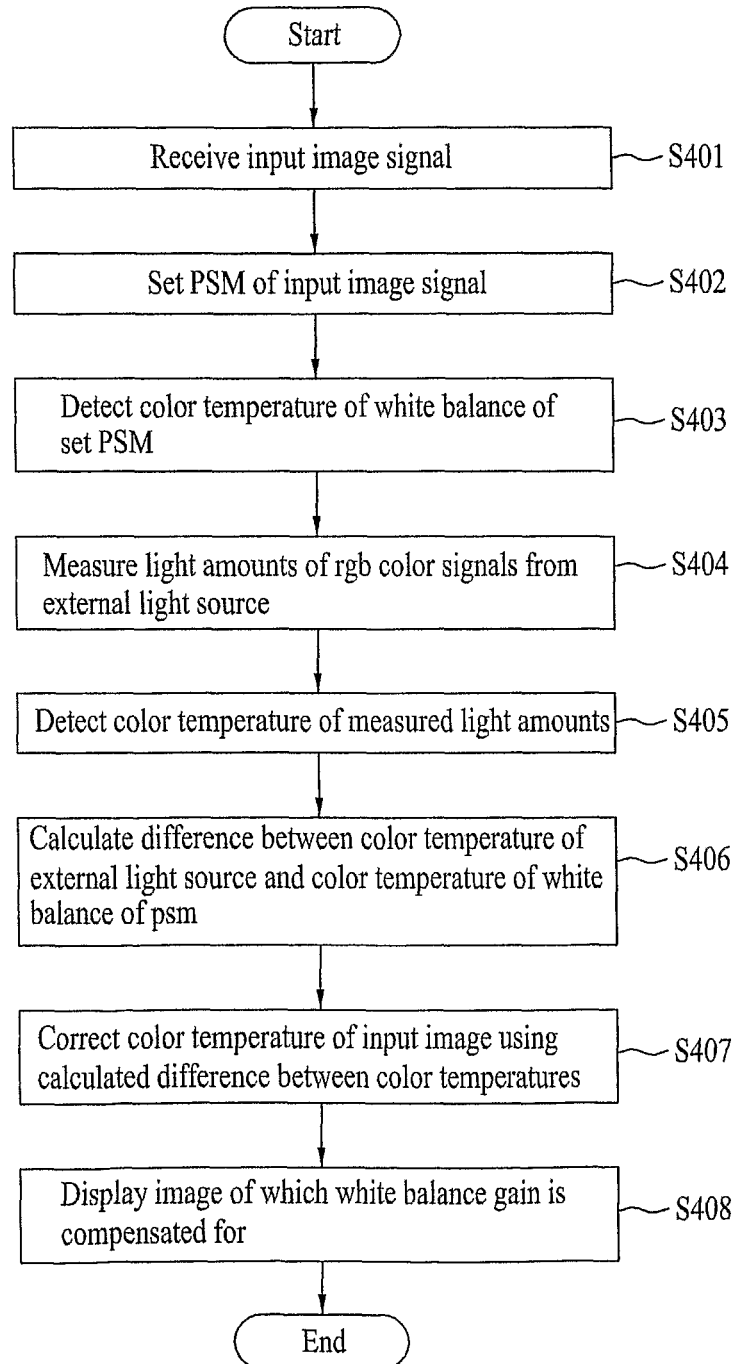 Start
Receive input image signal
S401
Set PSM of input image signal
S402
Detect color temperature of white balance of
set PSM
S403
Measure light amounts of rgb color signals from
external light source
S404
Detect color temperature of measured light amounts
S405
Calculate difference between color temperature of
external light source and color temperature of white
balance of psm
S406
Correct color temperature of input image using
calculated difference between color temperatures
S407
Display image of which white balance gain is
compensated for
S408
End